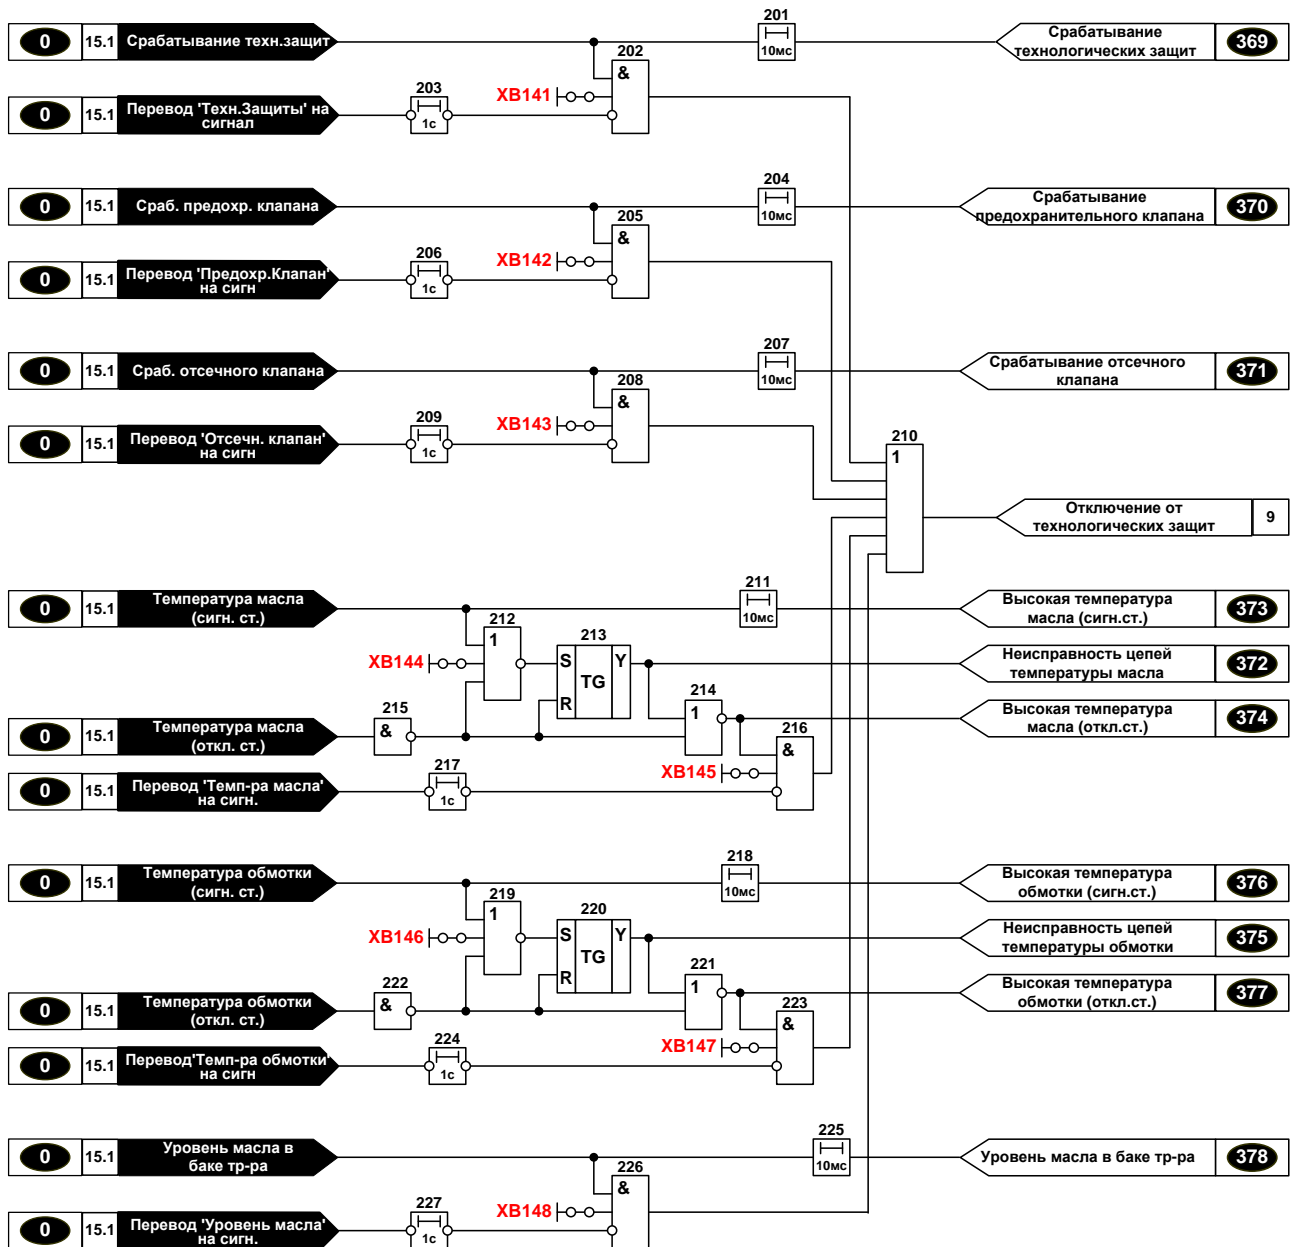 201
0 15.1 Срабатывание техн.защит 10мс Срабатывание технологических защит 369
202
&
203
XB141
0 15.1 Перевод 'Техн.Защиты' на сигнал 1с
204
0 15.1 Сраб. предохр. клапана 10мс Срабатывание предохранительного клапана 370
205
&
206
XB142
0 15.1 Перевод 'Предохр.Клапан' на сигн 1с
207
0 15.1 Сраб. отсечного клапана 10мс Срабатывание отсечного клапана 371
208
&
209
XB143
0 15.1 Перевод 'Отсечн. клапан' на сигн 1с
210
1
Отключение от технологических защит 9
211
0 15.1 Температура масла (сигн. ст.) 10мс Высокая температура масла (сигн.ст.) 373
212
1
213
XB144
S TG Y R
Неисправность цепей температуры масла 372
214
1
215
0 15.1 Температура масла (откл. ст.) & Высокая температура масла (откл.ст.) 374
216
&
217
XB145
0 15.1 Перевод 'Темп-ра масла' на сигн. 1с
218
0 15.1 Температура обмотки (сигн. ст.) 10мс Высокая температура обмотки (сигн.ст.) 376
219
1
220
XB146
S TG Y R
Неисправность цепей температуры обмотки 375
221
1
222
0 15.1 Температура обмотки (откл. ст.) & Высокая температура обмотки (откл.ст.) 377
223
&
224
XB147
0 15.1 Перевод'Темп-ра обмотки' на сигн 1с
225
0 15.1 Уровень масла в баке тр-ра 10мс Уровень масла в баке тр-ра 378
226
&
227
XB148
0 15.1 Перевод 'Уровень масла' на сигн. 1с